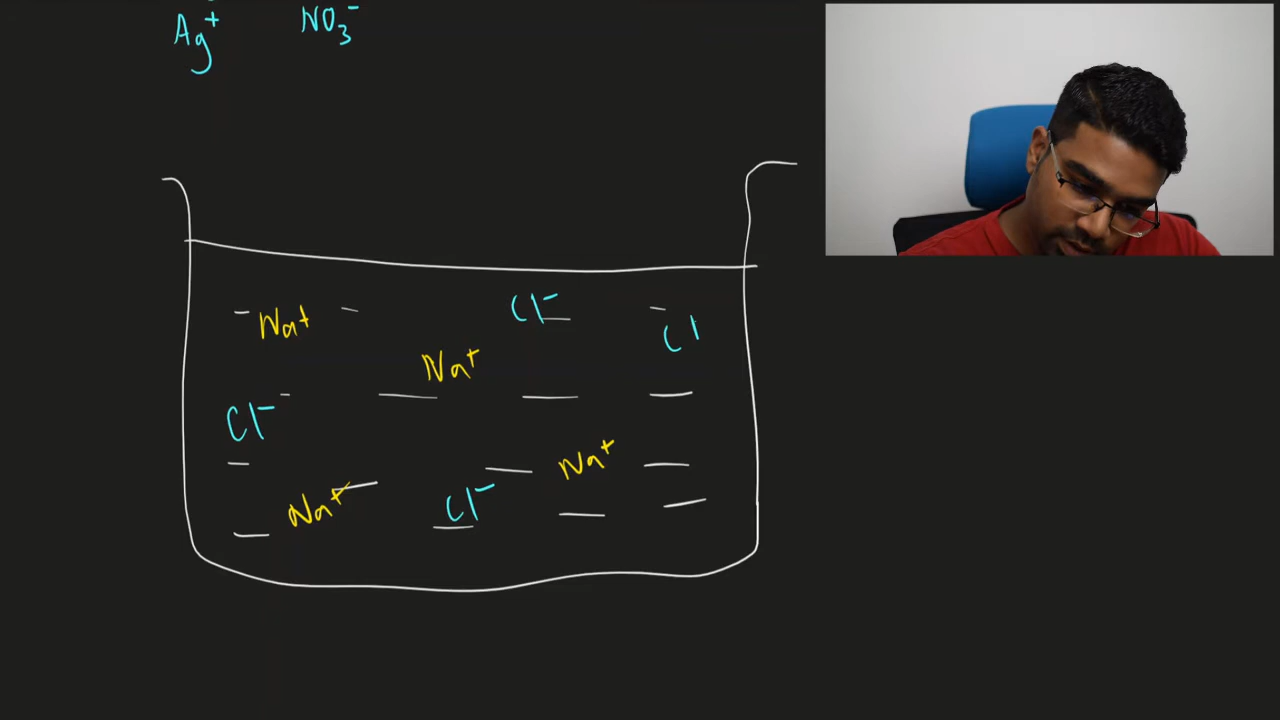 Ag⁺ NO₃⁻
Na⁺ Cl⁻ Cl
Na⁺
Cl⁻
Na⁺
Na⁺ Cl⁻